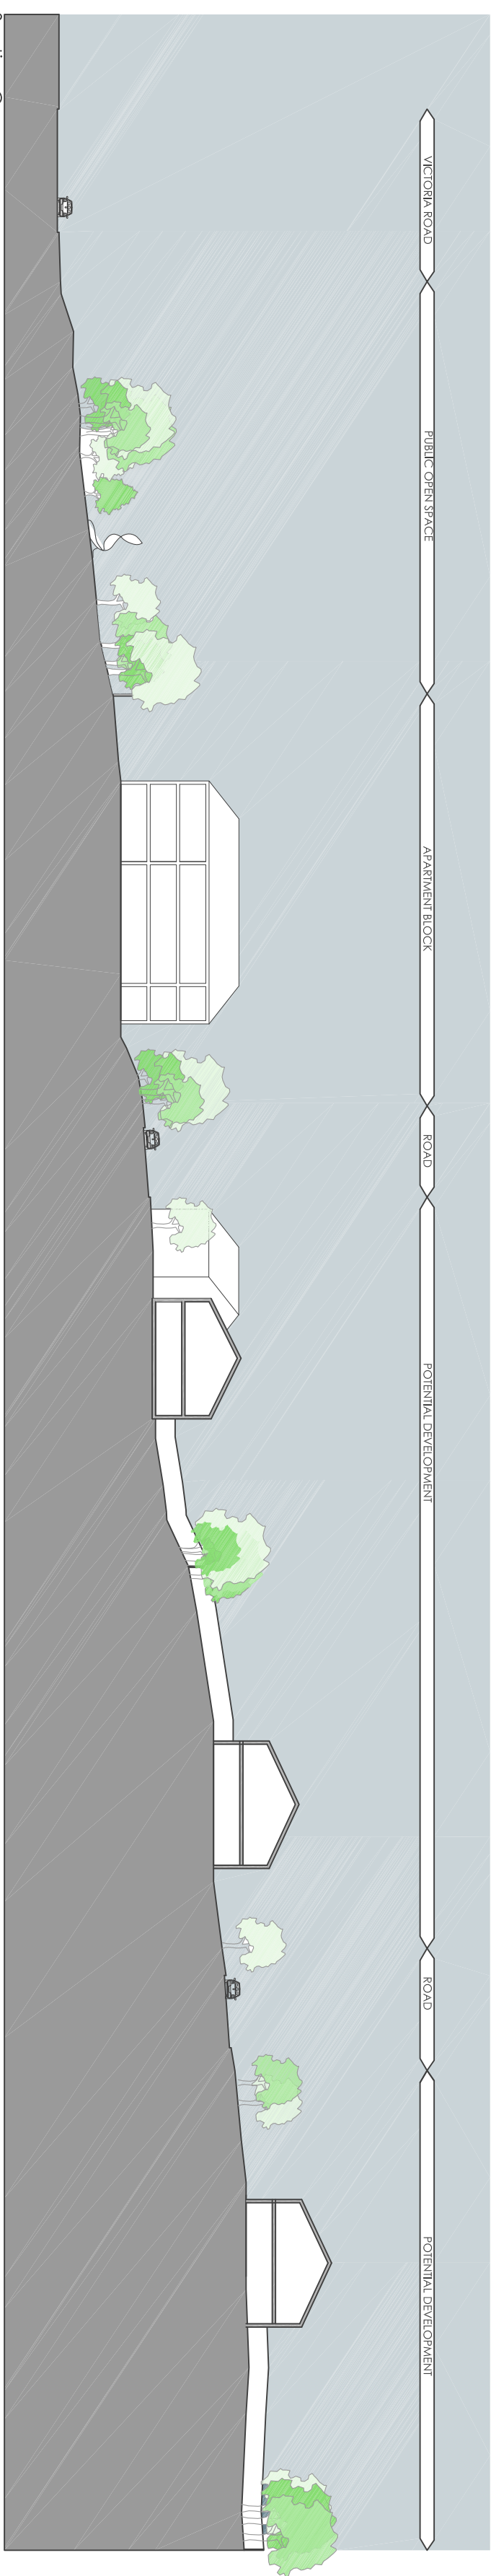 VICTORIA ROAD
PUBLIC OPEN SPACE
APARTMENT BLOCK
ROAD
POTENTIAL DEVELOPMENT
ROAD
POTENTIAL DEVELOPMENT